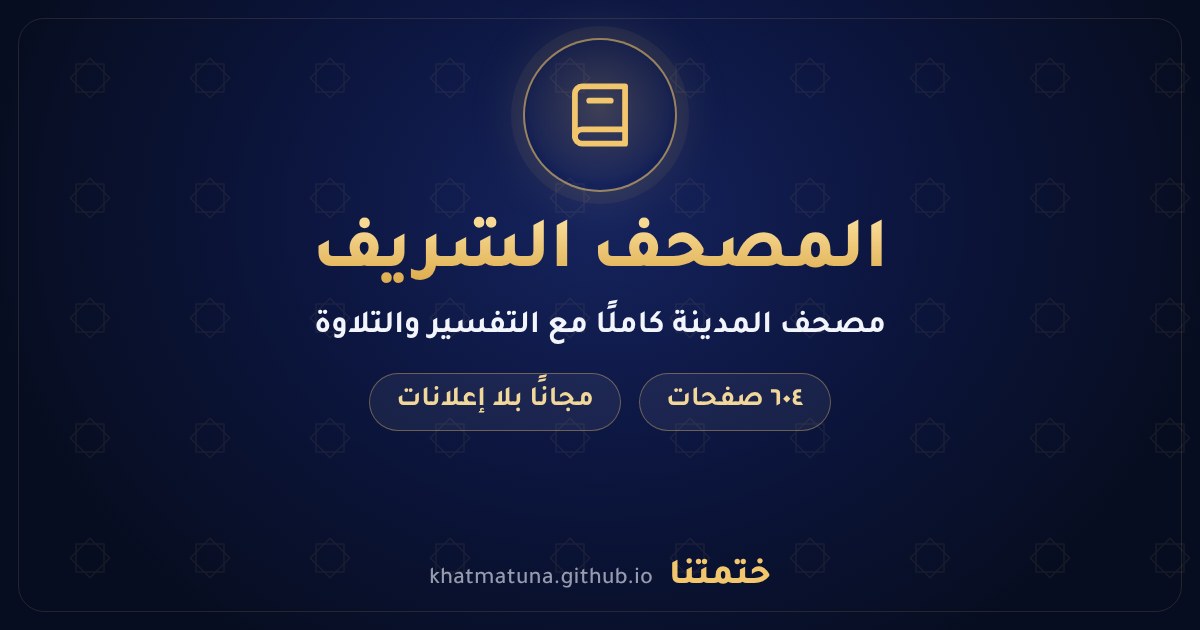 المصحف الشريف
مصحف المدينة كاملًا مع التفسير والتلاوة
٦٠٤ صفحات
مجانًا بلا إعلانات
ختمتنا khatmatuna.github.io